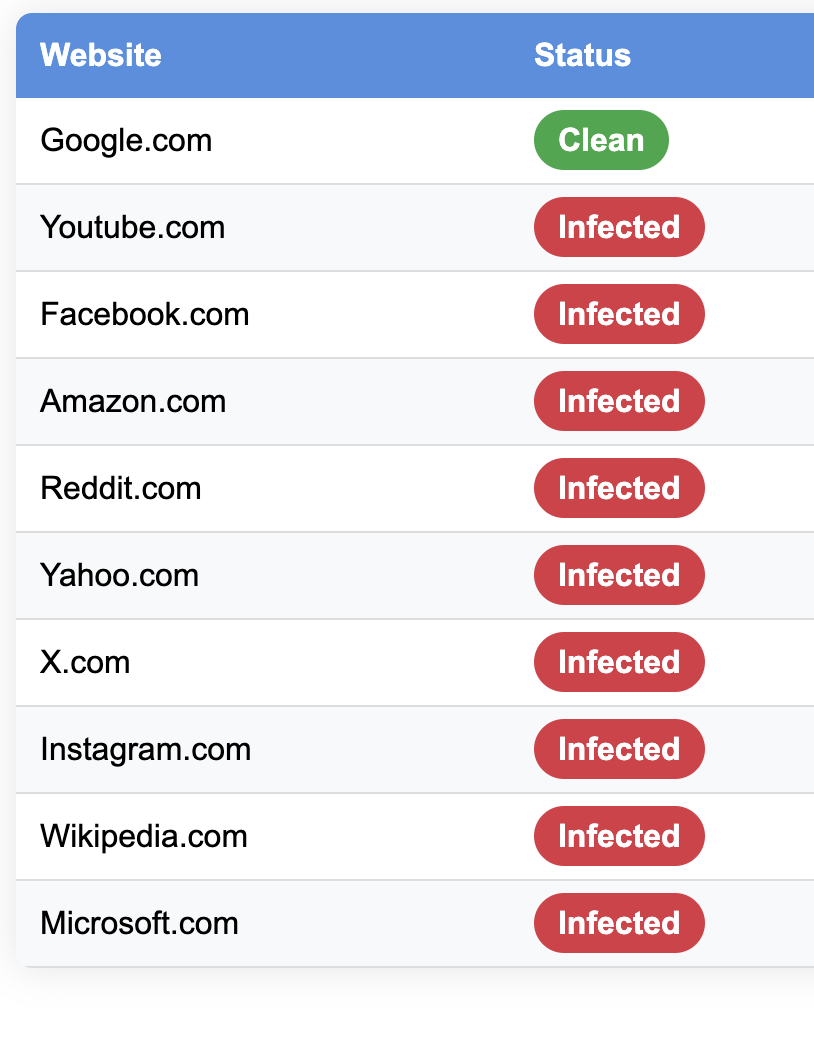 Website Status
Google.com Clean
Youtube.com Infected
Facebook.com Infected
Amazon.com Infected
Reddit.com Infected
Yahoo.com Infected
X.com Infected
Instagram.com Infected
Wikipedia.com Infected
Microsoft.com Infected